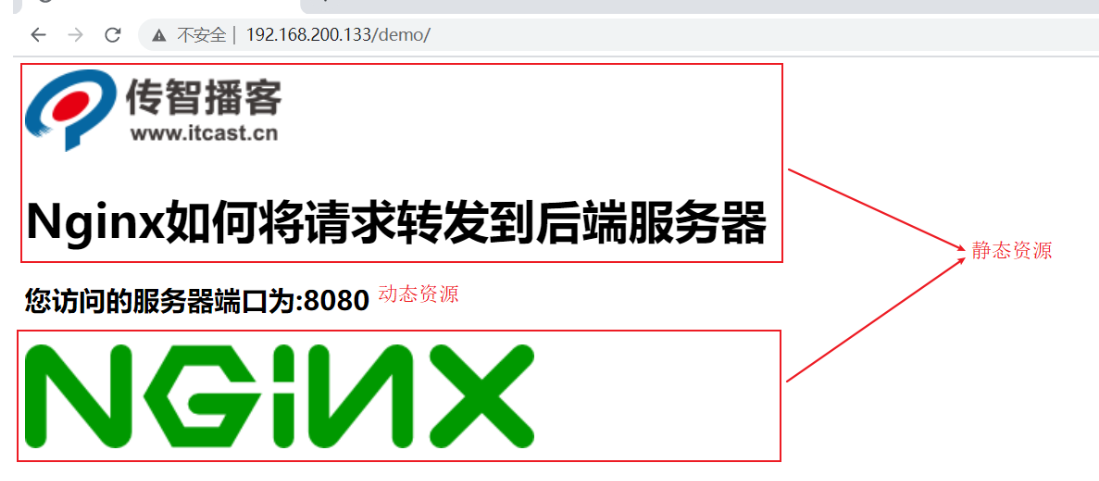 不安全 | 192.168.200.133/demo/
传智播客
www.itcast.cn
Nginx如何将请求转发到后端服务器
静态资源
您访问的服务器端口为:8080 动态资源
NGiNX